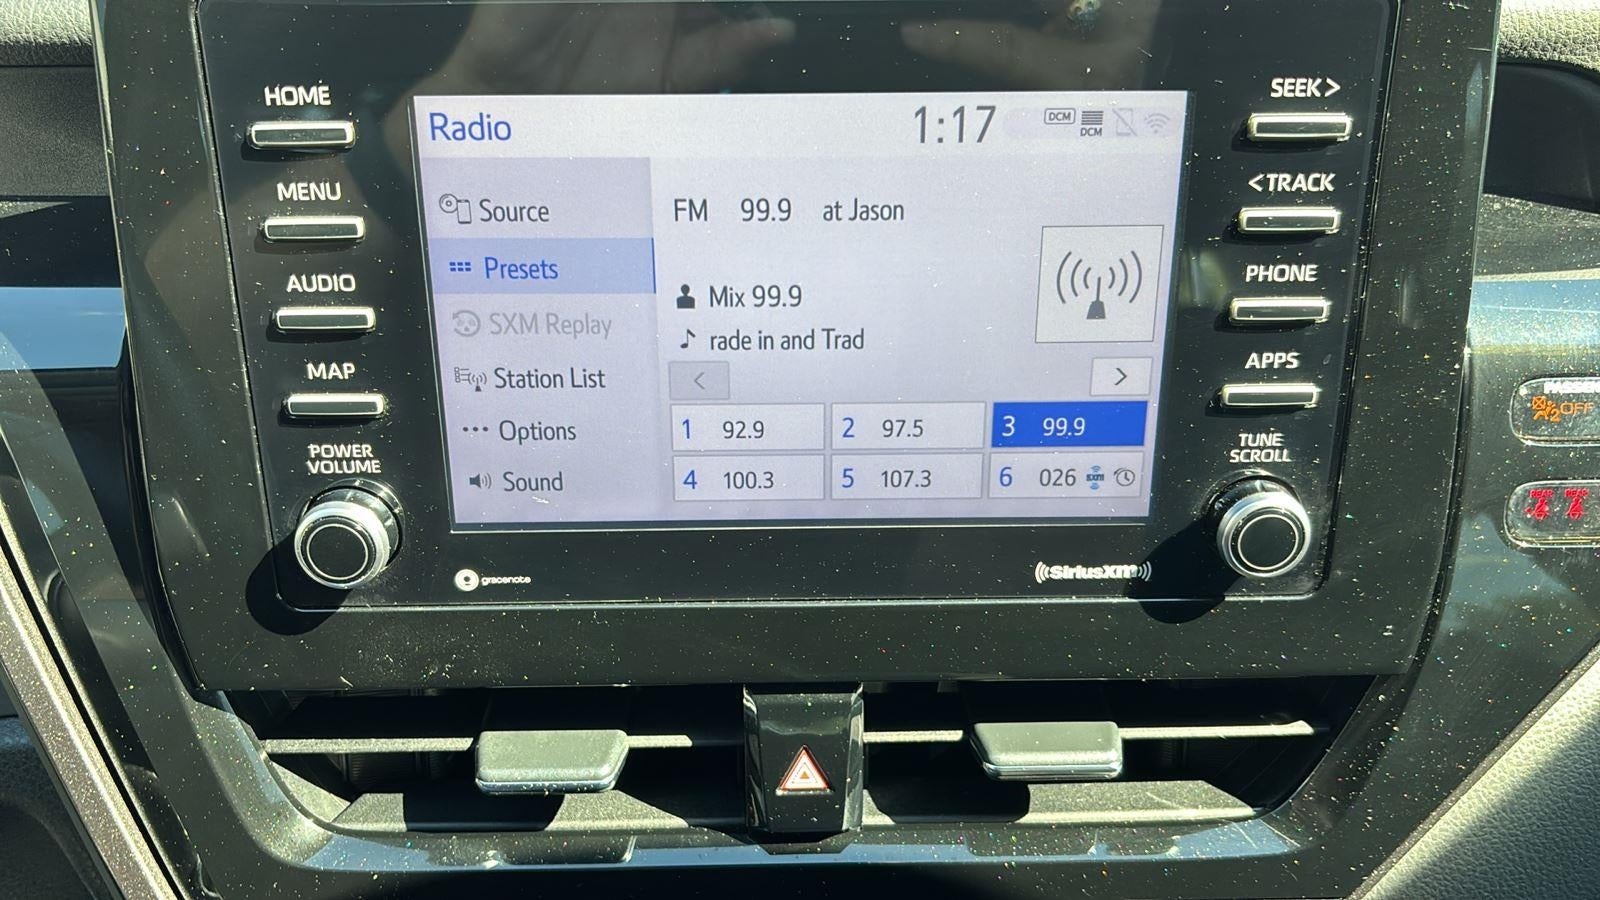 HOME
MENU
AUDIO
MAP
POWER
VOLUME
Radio
1:17
DCM
DCM
Source
Presets
SXM Replay
Station List
Options
Sound
FM 99.9 at Jason
Mix 99.9
rade in and Trad
<
>
1 92.9
2 97.5
3 99.9
4 100.3
5 107.3
6 026 SXM
gracenote
((SiriusXM))
SEEK>
<TRACK
PHONE
APPS
TUNE
SCROLL
OFF
REAR
REAR